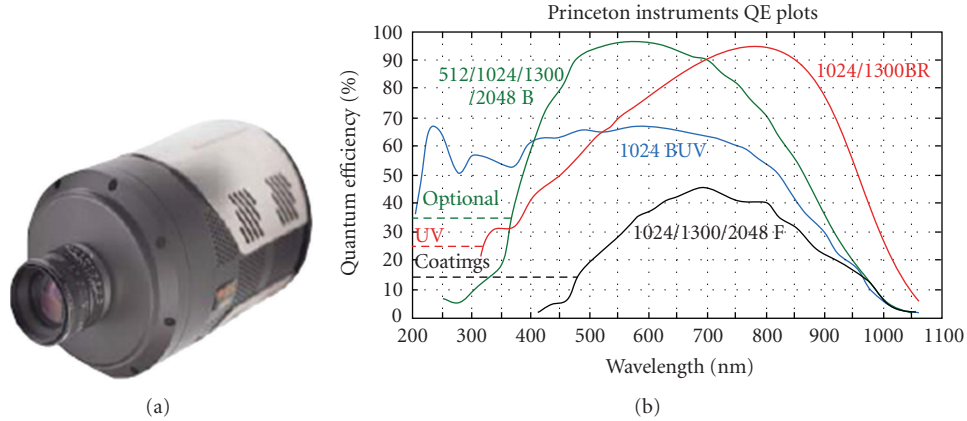 Princeton instruments QE plots
Quantum efficiency (%)
100
90
80
70
60
50
40
30
20
10
0
512/1024/1300
/2048 B
1024/1300BR
1024 BUV
Optional
UV
Coatings
1024/1300/2048 F
200 300 400 500 600 700 800 900 1000 1100
Wavelength (nm)
(a)
(b)